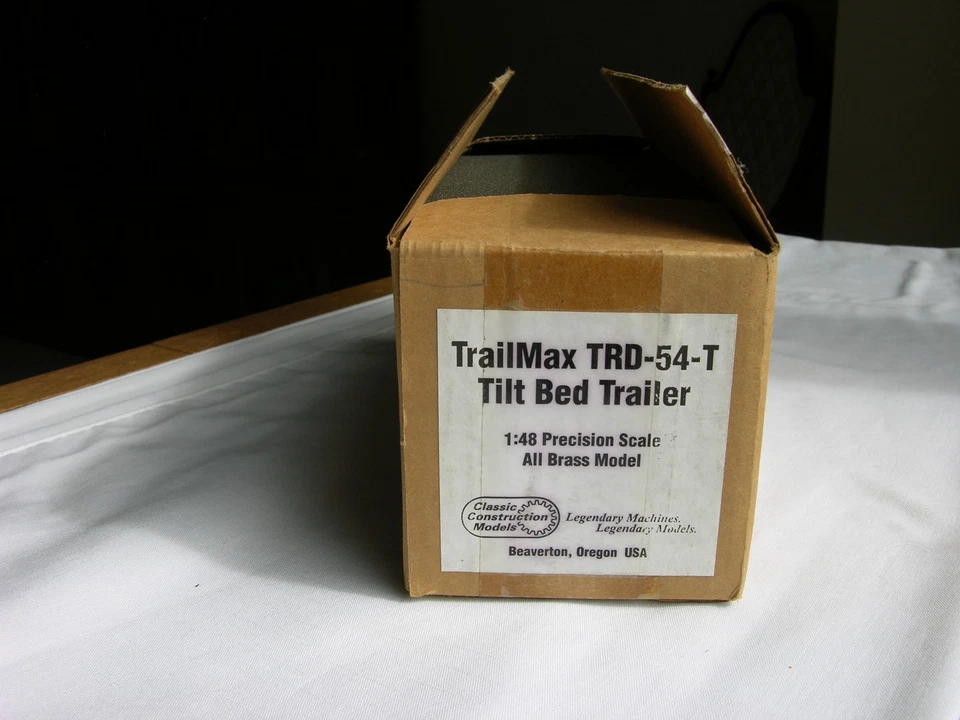 TrailMax TRD-54-T
Tilt Bed Trailer
1:48 Precision Scale
All Brass Model
Classic
Construction
Models
Legendary Machines.
Legendary Models.
Beaverton, Oregon USA